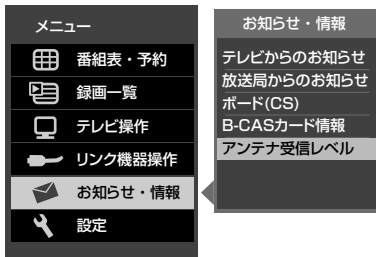 メニュー
番組表・予約
録画一覧
テレビ操作
リンク機器操作
お知らせ・情報
設定
お知らせ・情報
テレビからのお知らせ
放送局からのお知らせ
ボード(CS)
B-CASカード情報
アンテナ受信レベル